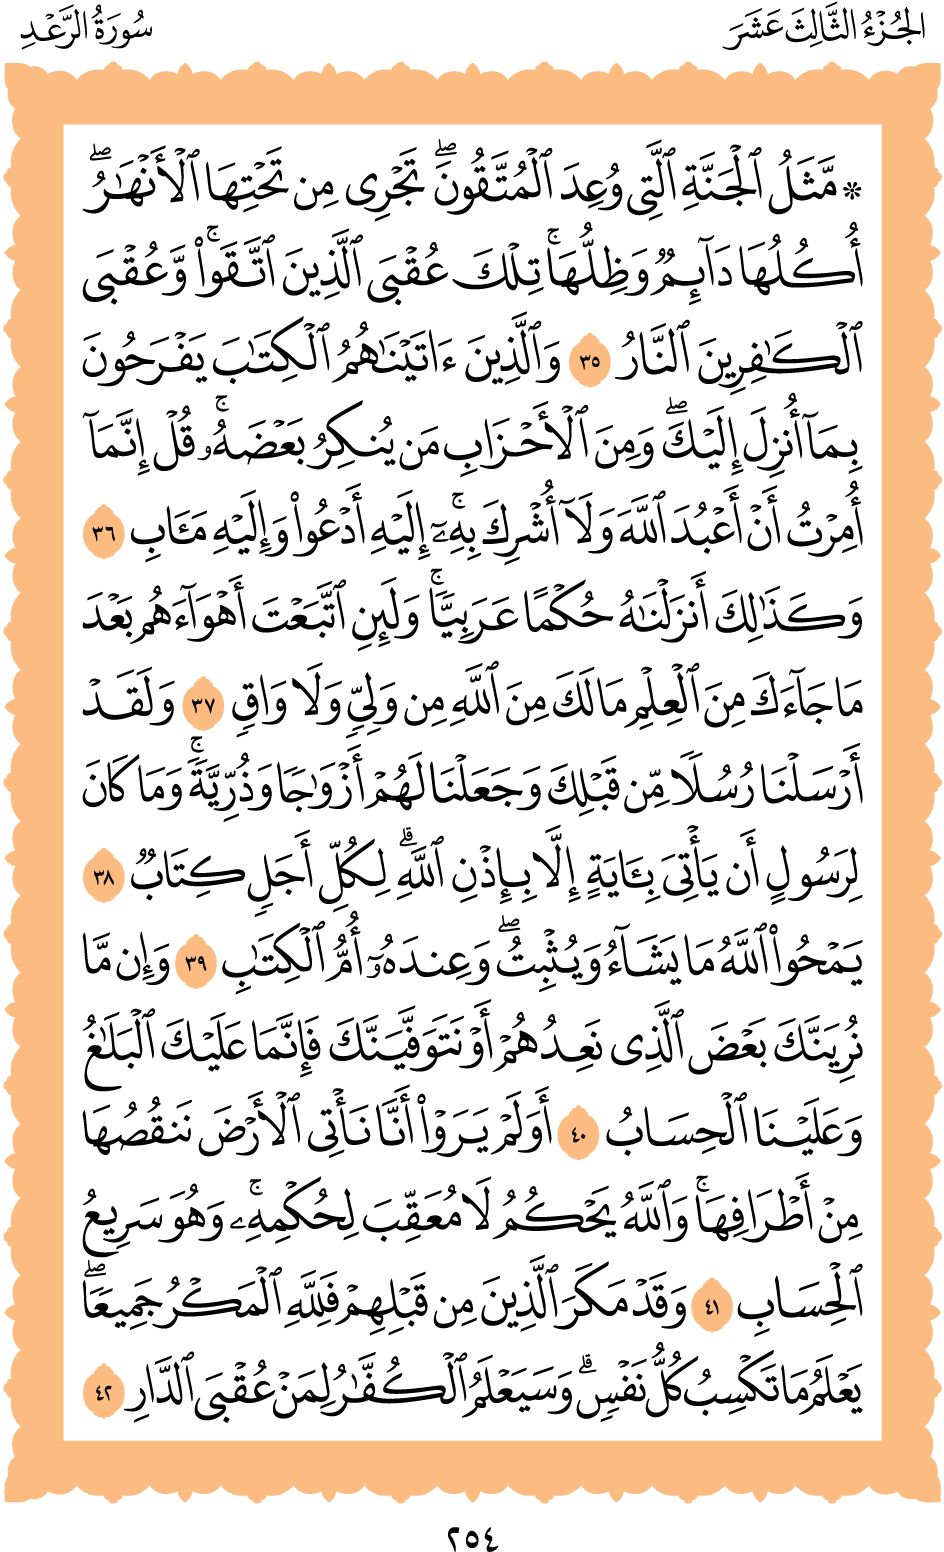 الجُزْءُ الثَّالِثَ عَشَرَ
سُورَةُ الرَّعْدِ
۞ مَّثَلُ ٱلْجَنَّةِ ٱلَّتِى وُعِدَ ٱلْمُتَّقُونَ ۖ تَجْرِى مِن تَحْتِهَا ٱلْأَنْهَٰرُ ۖ
أُكُلُهَا دَآئِمٌ وَظِلُّهَا ۚ تِلْكَ عُقْبَى ٱلَّذِينَ ٱتَّقَوا۟ ۚ وَّعُقْبَى
ٱلْكَٰفِرِينَ ٱلنَّارُ ٣٥ وَٱلَّذِينَ ءَاتَيْنَٰهُمُ ٱلْكِتَٰبَ يَفْرَحُونَ
بِمَآ أُنزِلَ إِلَيْكَ ۖ وَمِنَ ٱلْأَحْزَابِ مَن يُنكِرُ بَعْضَهُۥ ۚ قُلْ إِنَّمَآ
أُمِرْتُ أَنْ أَعْبُدَ ٱللَّهَ وَلَآ أُشْرِكَ بِهِۦٓ ۚ إِلَيْهِ أَدْعُوا۟ وَإِلَيْهِ مَـَٔابِ ٣٦
وَكَذَٰلِكَ أَنزَلْنَٰهُ حُكْمًا عَرَبِيًّا ۚ وَلَئِنِ ٱتَّبَعْتَ أَهْوَآءَهُم بَعْدَ
مَا جَآءَكَ مِنَ ٱلْعِلْمِ مَا لَكَ مِنَ ٱللَّهِ مِن وَلِىٍّ وَلَا وَاقٍ ٣٧ وَلَقَدْ
أَرْسَلْنَا رُسُلًا مِّن قَبْلِكَ وَجَعَلْنَا لَهُمْ أَزْوَٰجًا وَذُرِّيَّةً ۚ وَمَا كَانَ
لِرَسُولٍ أَن يَأْتِىَ بِـَٔايَةٍ إِلَّا بِإِذْنِ ٱللَّهِ ۗ لِكُلِّ أَجَلٍ كِتَابٌ ٣٨
يَمْحُوا۟ ٱللَّهُ مَا يَشَآءُ وَيُثْبِتُ ۖ وَعِندَهُۥٓ أُمُّ ٱلْكِتَٰبِ ٣٩ وَإِن مَّا
نُرِيَنَّكَ بَعْضَ ٱلَّذِى نَعِدُهُمْ أَوْ نَتَوَفَّيَنَّكَ فَإِنَّمَا عَلَيْكَ ٱلْبَلَٰغُ
وَعَلَيْنَا ٱلْحِسَابُ ٤٠ أَوَلَمْ يَرَوْا۟ أَنَّا نَأْتِى ٱلْأَرْضَ نَنقُصُهَا
مِنْ أَطْرَافِهَا ۚ وَٱللَّهُ يَحْكُمُ لَا مُعَقِّبَ لِحُكْمِهِۦ ۚ وَهُوَ سَرِيعُ
ٱلْحِسَابِ ٤١ وَقَدْ مَكَرَ ٱلَّذِينَ مِن قَبْلِهِمْ فَلِلَّهِ ٱلْمَكْرُ جَمِيعًا ۖ
يَعْلَمُ مَا تَكْسِبُ كُلُّ نَفْسٍ ۗ وَسَيَعْلَمُ ٱلْكُفَّٰرُ لِمَنْ عُقْبَى ٱلدَّارِ ٤٢
٢٥٤